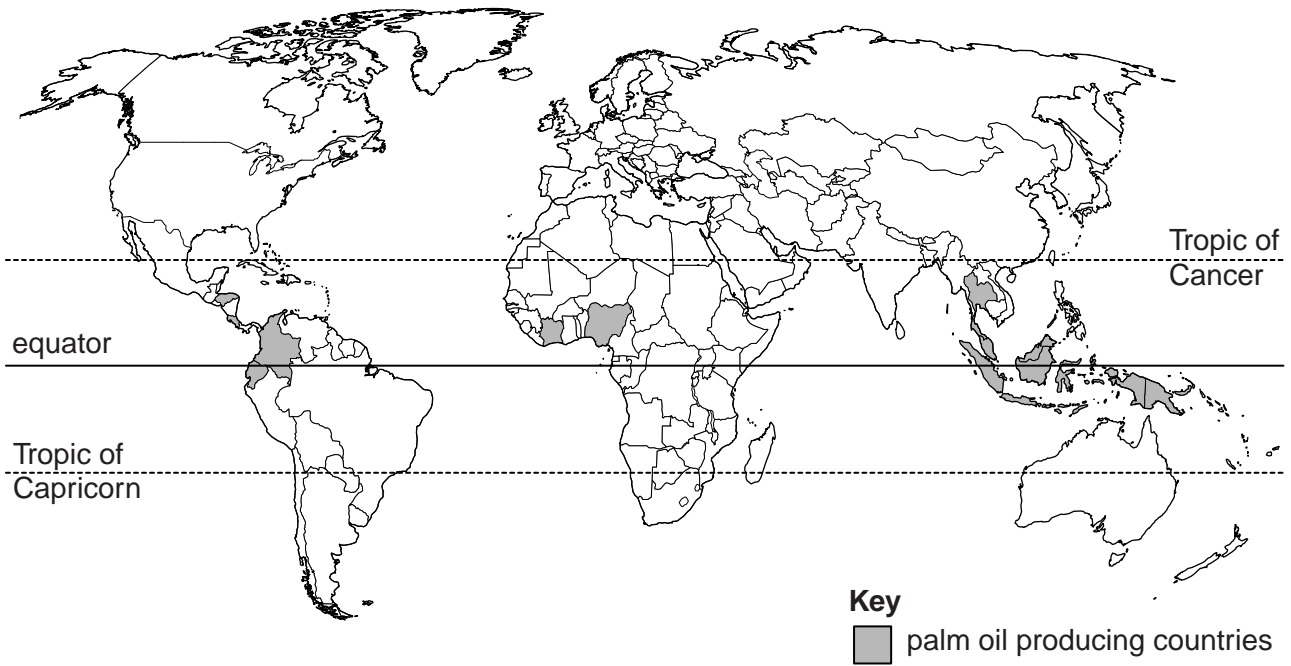 Tropic of
Cancer
equator
Tropic of
Capricorn
Key
palm oil producing countries